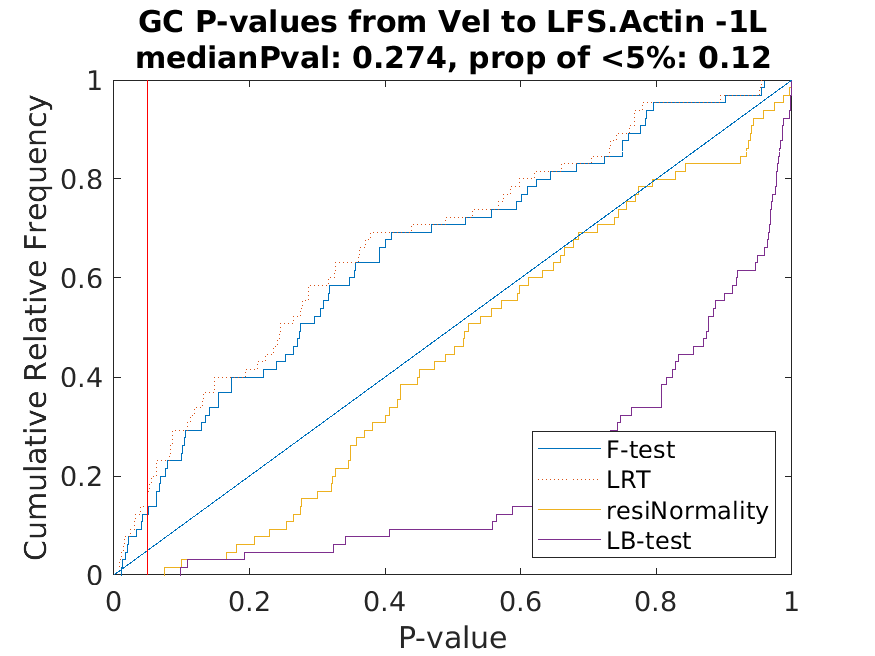 GC P-values from Vel to LFS.Actin -1L
medianPval: 0.274, prop of <5%: 0.12
Cumulative Relative Frequency
1
0.8
0.6
0.4
0.2
0
0
0.2
0.4
0.6
0.8
1
P-value
F-test
LRT
resiNormality
LB-test